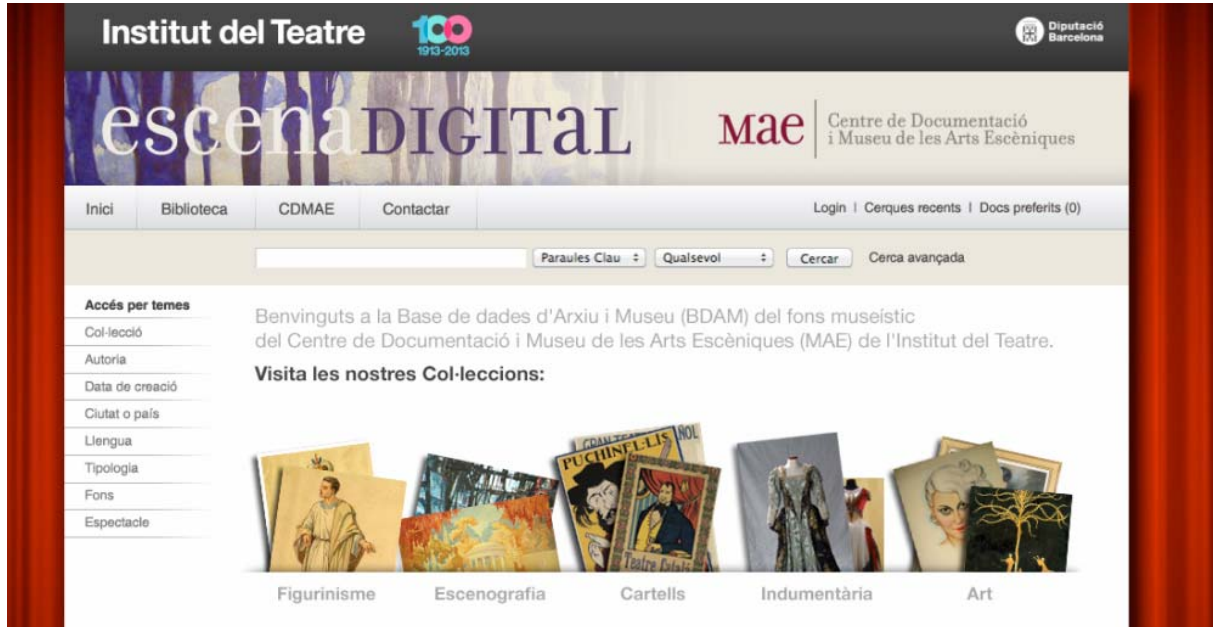 Institut del Teatre
100
1913-2013
Diputació
Barcelona
escenaDIGITaL
Mae
Centre de Documentació
i Museu de les Arts Escèniques
Inici Biblioteca CDMAE Contactar
Login | Cerques recents | Docs preferits (0)
Paraules Clau Qualsevol Cercar Cerca avançada
Accés per temes
Col·lecció
Autoria
Data de creació
Ciutat o país
Llengua
Tipologia
Fons
Espectacle
Benvinguts a la Base de dades d'Arxiu i Museu (BDAM) del fons museístic
del Centre de Documentació i Museu de les Arts Escèniques (MAE) de l'Institut del Teatre.
Visita les nostres Col·leccions:
PUCHINEL·LIS
Teatre Català
Figurinisme Escenografia Cartells Indumentària Art